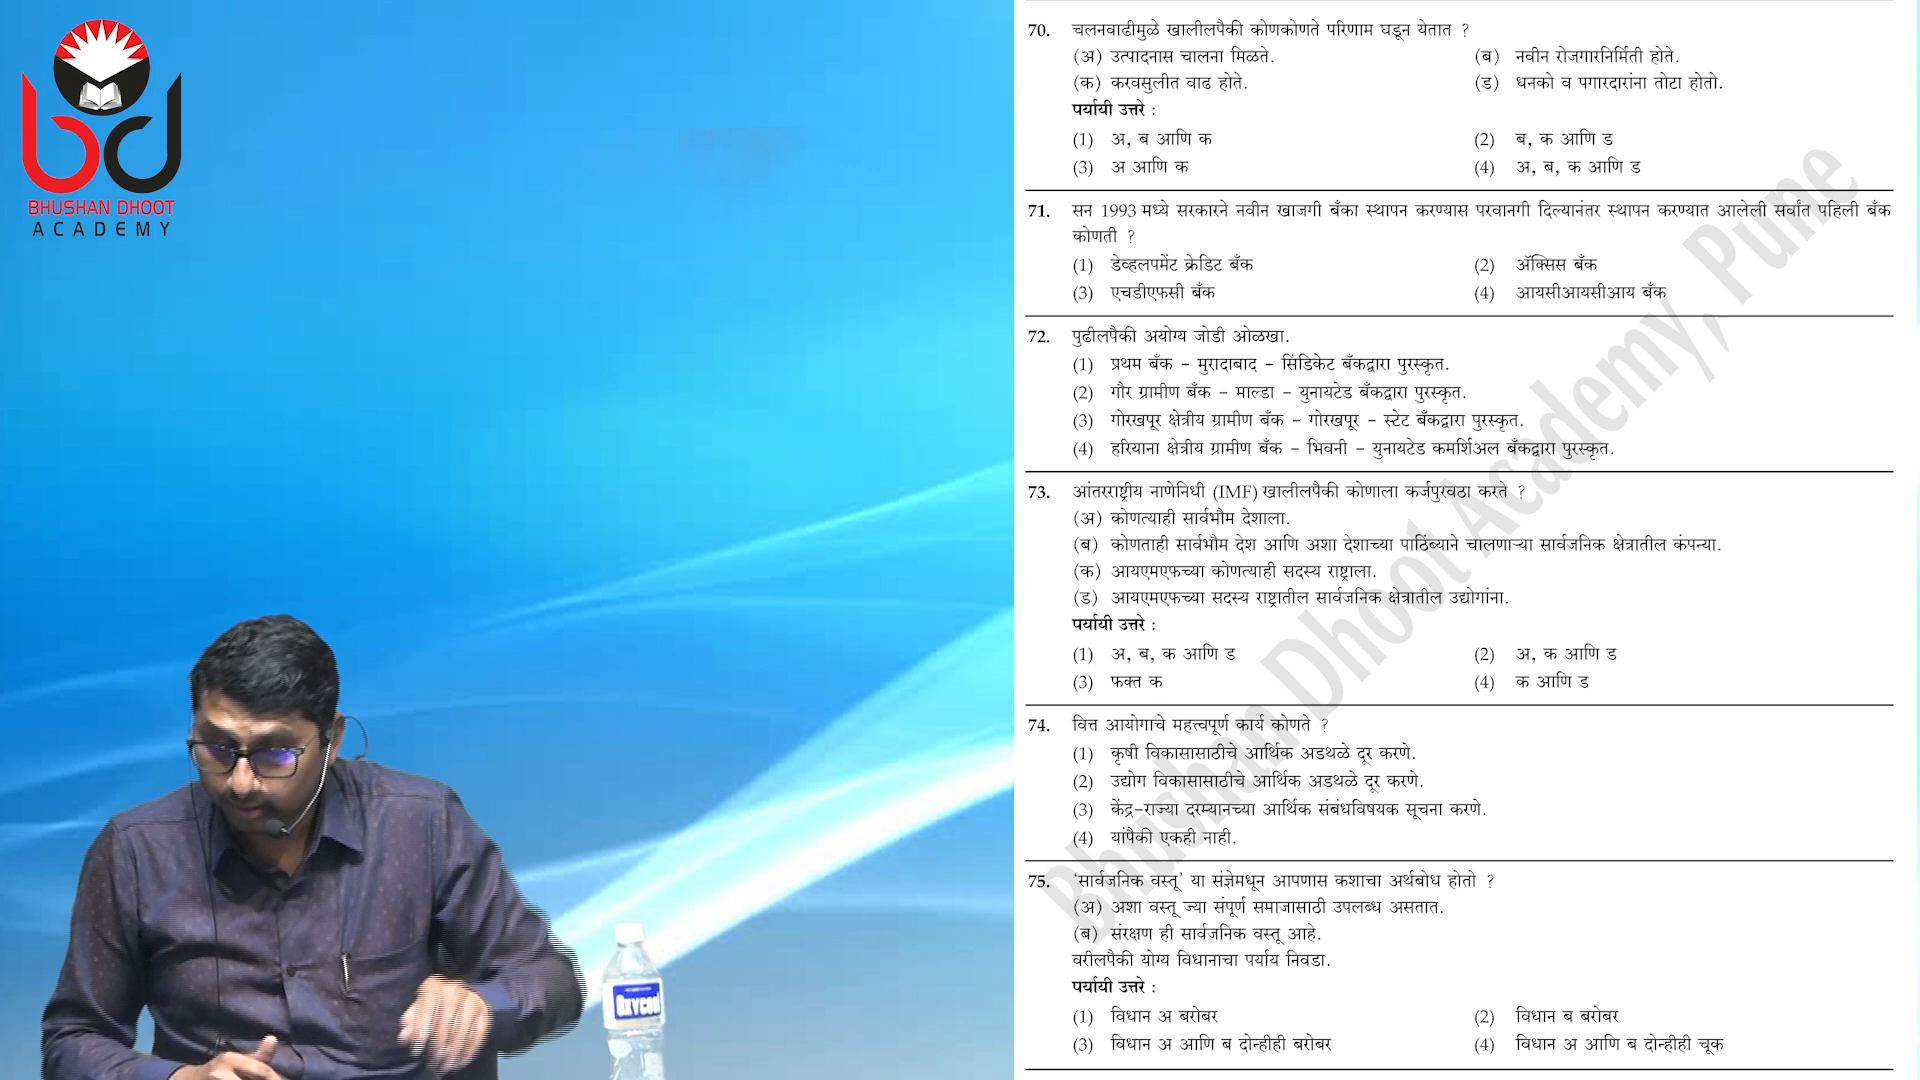 BHUSHAN DHOOT
ACADEMY
70. चलनवाढीमुळे खालीलपैकी कोणकोणते परिणाम घडून येतात ?
(अ) उत्पादनास चालना मिळते. (ब) नवीन रोजगारनिर्मिती होते.
(क) करवसुलीत वाढ होते. (ड) धनको व पगारदारांना तोटा होतो.
पर्यायी उत्तरे :
(1) अ, ब आणि क (2) ब, क आणि ड
(3) अ आणि क (4) अ, ब, क आणि ड
71. सन 1993 मध्ये सरकारने नवीन खाजगी बँका स्थापन करण्यास परवानगी दिल्यानंतर स्थापन करण्यात आलेली सर्वांत पहिली बँक
कोणती ?
(1) डेव्हलपमेंट क्रेडिट बँक (2) ॲक्सिस बँक
(3) एचडीएफसी बँक (4) आयसीआयसीआय बँक
72. पुढीलपैकी अयोग्य जोडी ओळखा.
(1) प्रथम बँक – मुरादाबाद – सिंडिकेट बँकद्वारा पुरस्कृत.
(2) गौर ग्रामीण बँक – माल्डा – युनायटेड बँकद्वारा पुरस्कृत.
(3) गोरखपूर क्षेत्रीय ग्रामीण बँक – गोरखपूर – स्टेट बँकद्वारा पुरस्कृत.
(4) हरियाना क्षेत्रीय ग्रामीण बँक – भिवनी – युनायटेड कमर्शिअल बँकद्वारा पुरस्कृत.
73. आंतरराष्ट्रीय नाणेनिधी (IMF) खालीलपैकी कोणाला कर्जपुरवठा करते ?
(अ) कोणत्याही सार्वभौम देशाला.
(ब) कोणताही सार्वभौम देश आणि अशा देशाच्या पाठिंब्याने चालणाऱ्या सार्वजनिक क्षेत्रातील कंपन्या.
(क) आयएमएफच्या कोणत्याही सदस्य राष्ट्राला.
(ड) आयएमएफच्या सदस्य राष्ट्रातील सार्वजनिक क्षेत्रातील उद्योगांना.
पर्यायी उत्तरे :
(1) अ, ब, क आणि ड (2) अ, क आणि ड
(3) फक्त क (4) क आणि ड
74. वित्त आयोगाचे महत्त्वपूर्ण कार्य कोणते ?
(1) कृषी विकासासाठीचे आर्थिक अडथळे दूर करणे.
(2) उद्योग विकासासाठीचे आर्थिक अडथळे दूर करणे.
(3) केंद्र–राज्या दरम्यानच्या आर्थिक संबंधविषयक सूचना करणे.
(4) यांपैकी एकही नाही.
75. 'सार्वजनिक वस्तू' या संज्ञेमधून आपणास कशाचा अर्थबोध होतो ?
(अ) अशा वस्तू ज्या संपूर्ण समाजासाठी उपलब्ध असतात.
(ब) संरक्षण ही सार्वजनिक वस्तू आहे.
वरीलपैकी योग्य विधानाचा पर्याय निवडा.
पर्यायी उत्तरे :
(1) विधान अ बरोबर (2) विधान ब बरोबर
(3) विधान अ आणि ब दोन्हीही बरोबर (4) विधान अ आणि ब दोन्हीही चूक
Bhushan Dhoot Academy, Pune
Oxycool